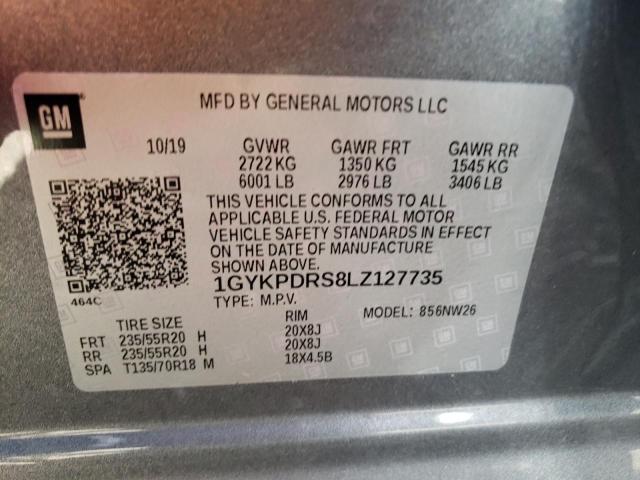 GM
MFD BY GENERAL MOTORS LLC
10/19 GVWR GAWR FRT GAWR RR
2722 KG 1350 KG 1545 KG
6001 LB 2976 LB 3406 LB
THIS VEHICLE CONFORMS TO ALL
APPLICABLE U.S. FEDERAL MOTOR
VEHICLE SAFETY STANDARDS IN EFFECT
ON THE DATE OF MANUFACTURE
SHOWN ABOVE.
1GYKPDRS8LZ127735
464C
TYPE: M.P.V. MODEL: 856NW26
TIRE SIZE RIM
FRT 235/55R20 H 20X8J
RR 235/55R20 H 20X8J
SPA T135/70R18 M 18X4.5B